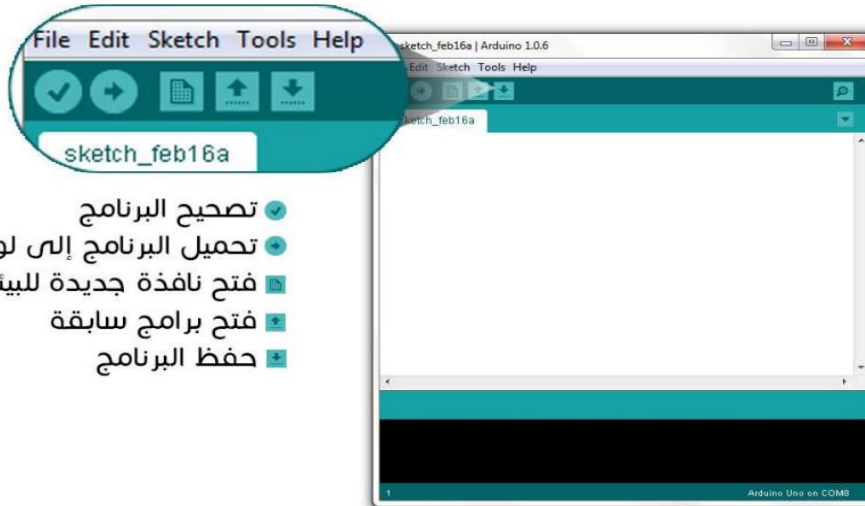 File Edit Sketch Tools Help
sketch_feb16a
تصحيح البرنامج
تحميل البرنامج إلى
فتح نافذة جديدة
فتح برامج سابقة
حفظ البرنامج
sketch_feb16a | Arduino 1.0.6
Edit Sketch Tools Help
sketch_feb16a
1
Arduino Uno on COM8